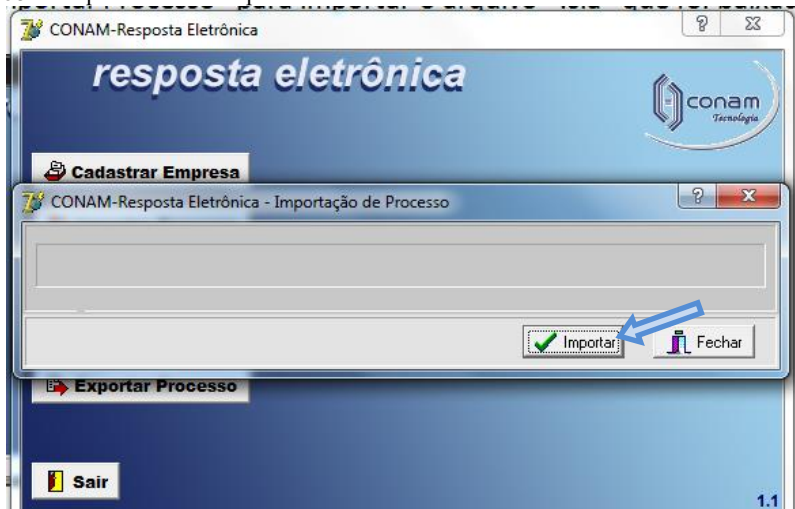 CONAM-Resposta Eletrônica
resposta eletrônica
conam
Tecnologia
Cadastrar Empresa
CONAM-Resposta Eletrônica - Importação de Processo
Importar
Fechar
Exportar Processo
Sair
1.1